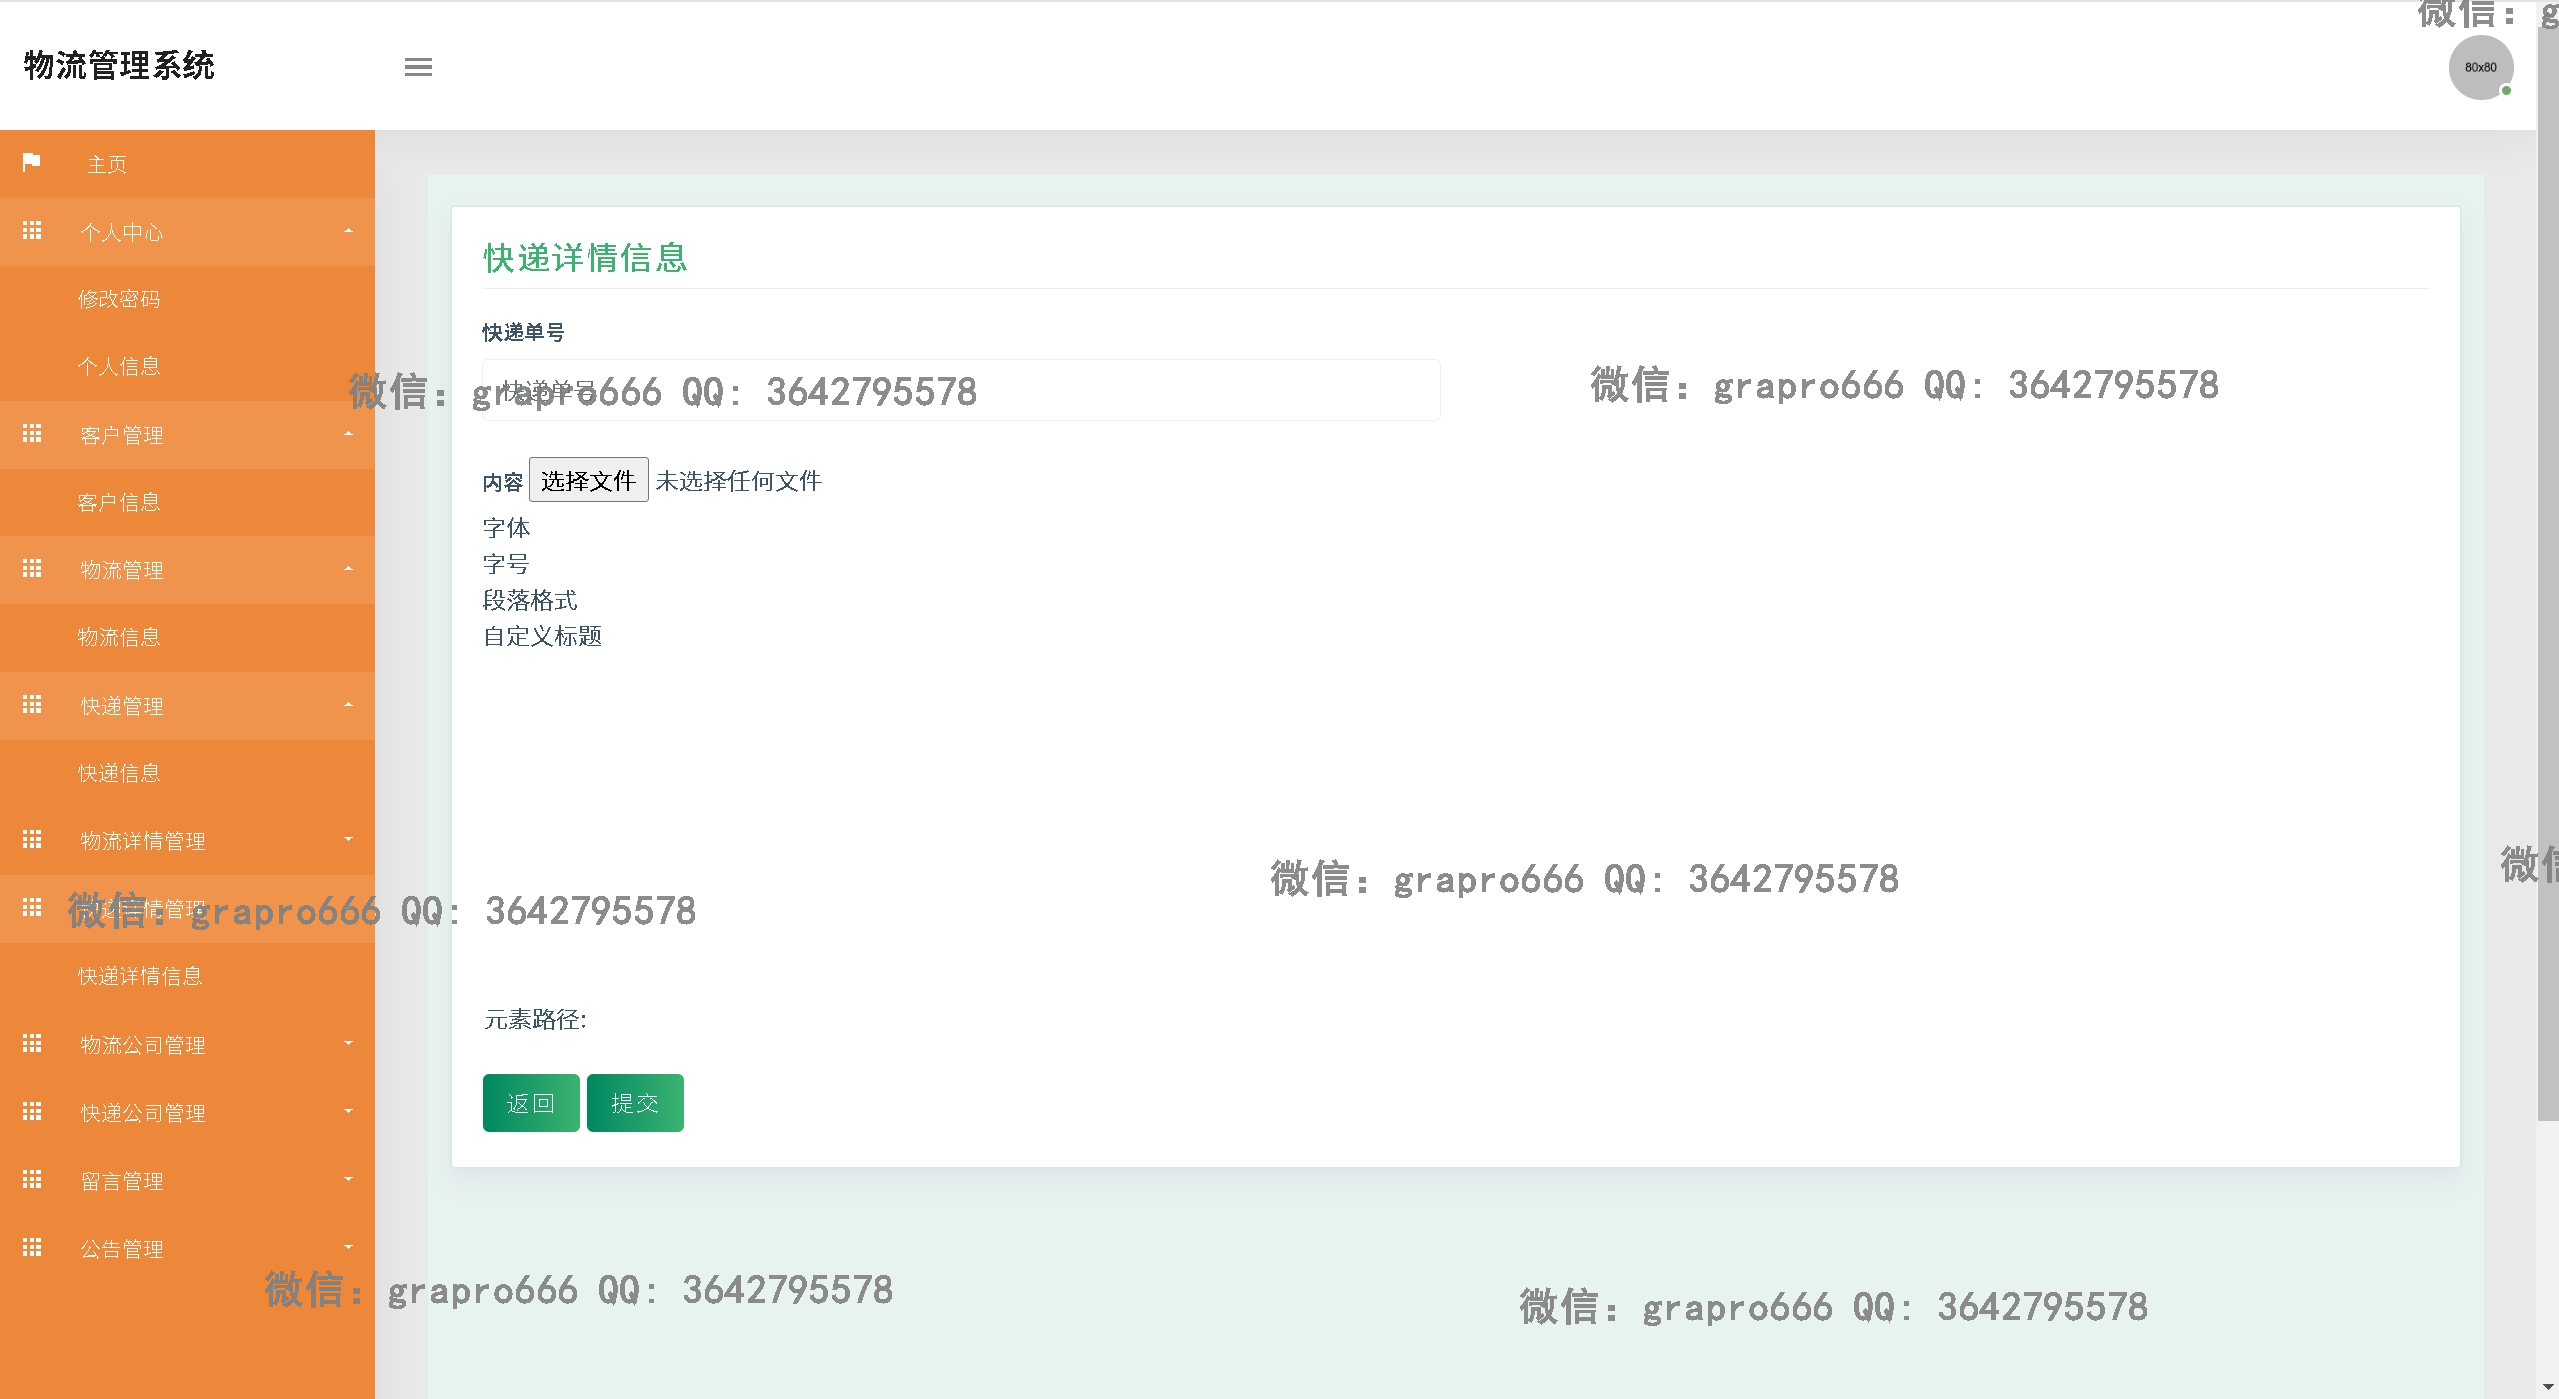 微信：g
物流管理系统
80x80
主页
个人中心
修改密码
个人信息
客户管理
客户信息
物流管理
物流信息
快递管理
快递信息
物流详情管理
快递详情管理
快递详情信息
物流公司管理
快递公司管理
留言管理
公告管理
快递详情信息
快递单号
快递单号
微信：grapro666 QQ：3642795578
微信：grapro666 QQ：3642795578
内容 选择文件 未选择任何文件
字体
字号
段落格式
自定义标题
微信：grapro666 QQ：3642795578
微信
微信：grapro666 QQ：3642795578
元素路径:
返回 提交
微信：grapro666 QQ：3642795578
微信：grapro666 QQ：3642795578